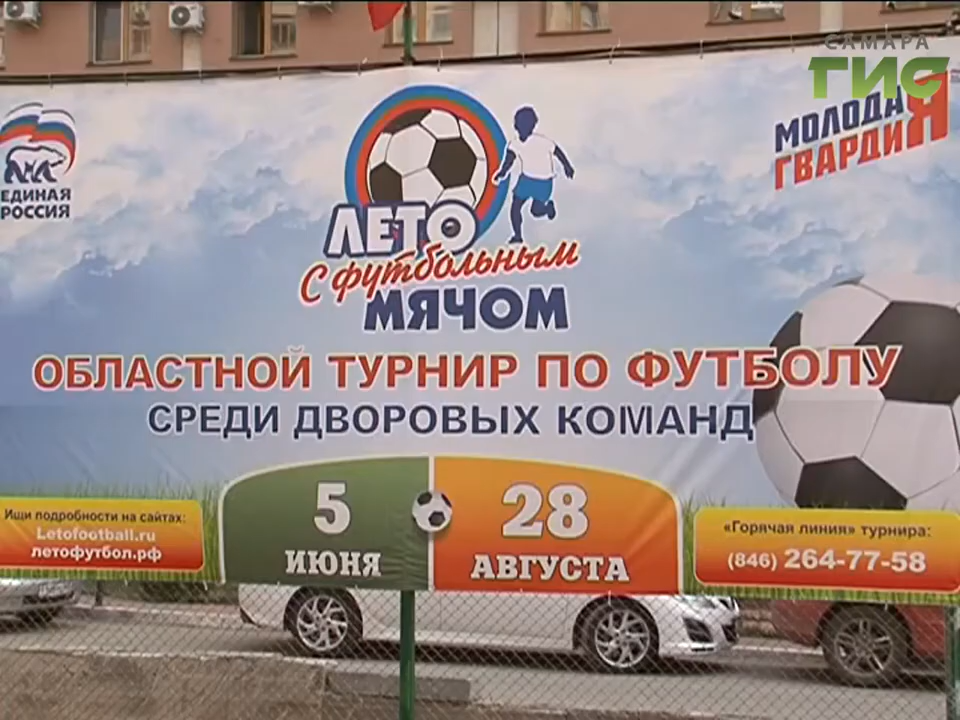 САМАРА
ГИС
ЕДИНАЯ
РОССИЯ
МОЛОДАЯ
ГВАРДИЯ
ЛЕТО
С футбольным
МЯЧОМ
ОБЛАСТНОЙ ТУРНИР ПО ФУТБОЛУ
СРЕДИ ДВОРОВЫХ КОМАНД
Ищи подробности на сайтах:
Letofootball.ru
летофутбол.рф
5
ИЮНЯ
28
АВГУСТА
«Горячая линия» турнира:
(846) 264-77-58